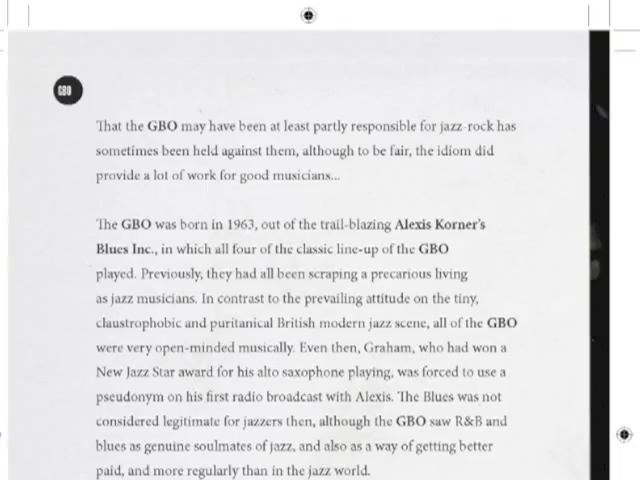 GBO
That the GBO may have been at least partly responsible for jazz-rock has
sometimes been held against them, although to be fair, the idiom did
provide a lot of work for good musicians...
The GBO was born in 1963, out of the trail-blazing Alexis Korner's
Blues Inc., in which all four of the classic line-up of the GBO
played. Previously, they had all been scraping a precarious living
as jazz musicians. In contrast to the prevailing attitude on the tiny,
claustrophobic and puritanical British modern jazz scene, all of the GBO
were very open-minded musically. Even then, Graham, who had won a
New Jazz Star award for his alto saxophone playing, was forced to use a
pseudonym on his first radio broadcast with Alexis. The Blues was not
considered legitimate for jazzers then, although the GBO saw R&B and
blues as genuine soulmates of jazz, and also as a way of getting better
paid, and more regularly than in the jazz world.